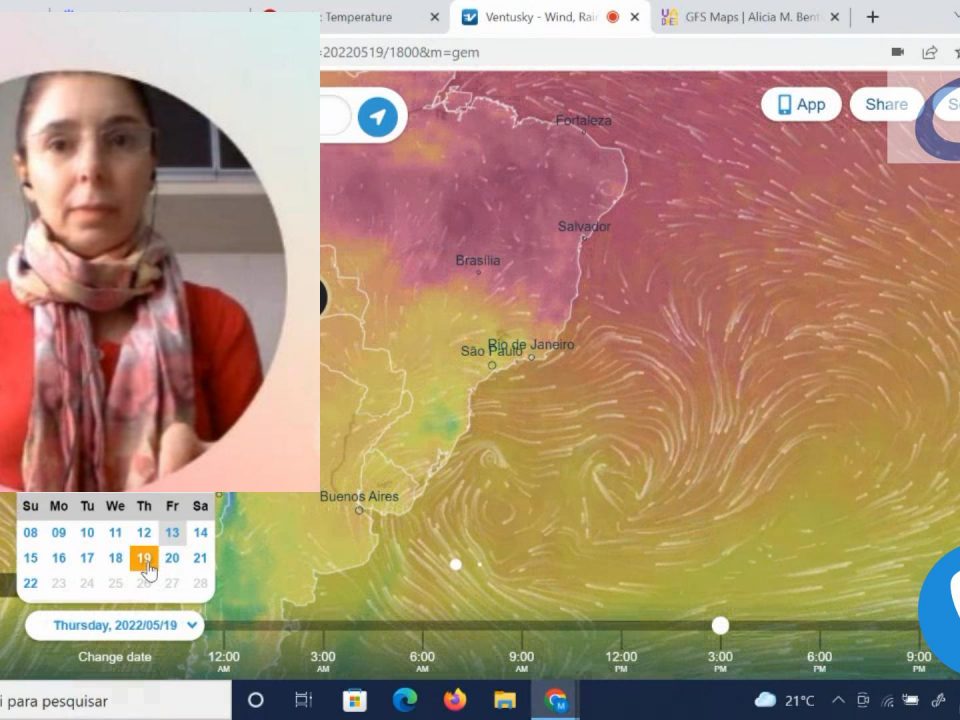 Temperature
Ventusky - Wind, Rai
GFS Maps | Alicia M. Bent
=20220519/1800&m=gem
App
Share
Fortaleza
Salvador
Brasília
Rio de Janeiro
São Paulo
Buenos Aires
Su Mo Tu We Th Fr Sa
08 09 10 11 12 13 14
15 16 17 18 19 20 21
22 23 24 25 26 27 28
Thursday, 2022/05/19
Change date
12:00 AM
3:00 AM
6:00 AM
9:00 AM
12:00 PM
3:00 PM
6:00 PM
9:00 PM
i para pesquisar
21°C